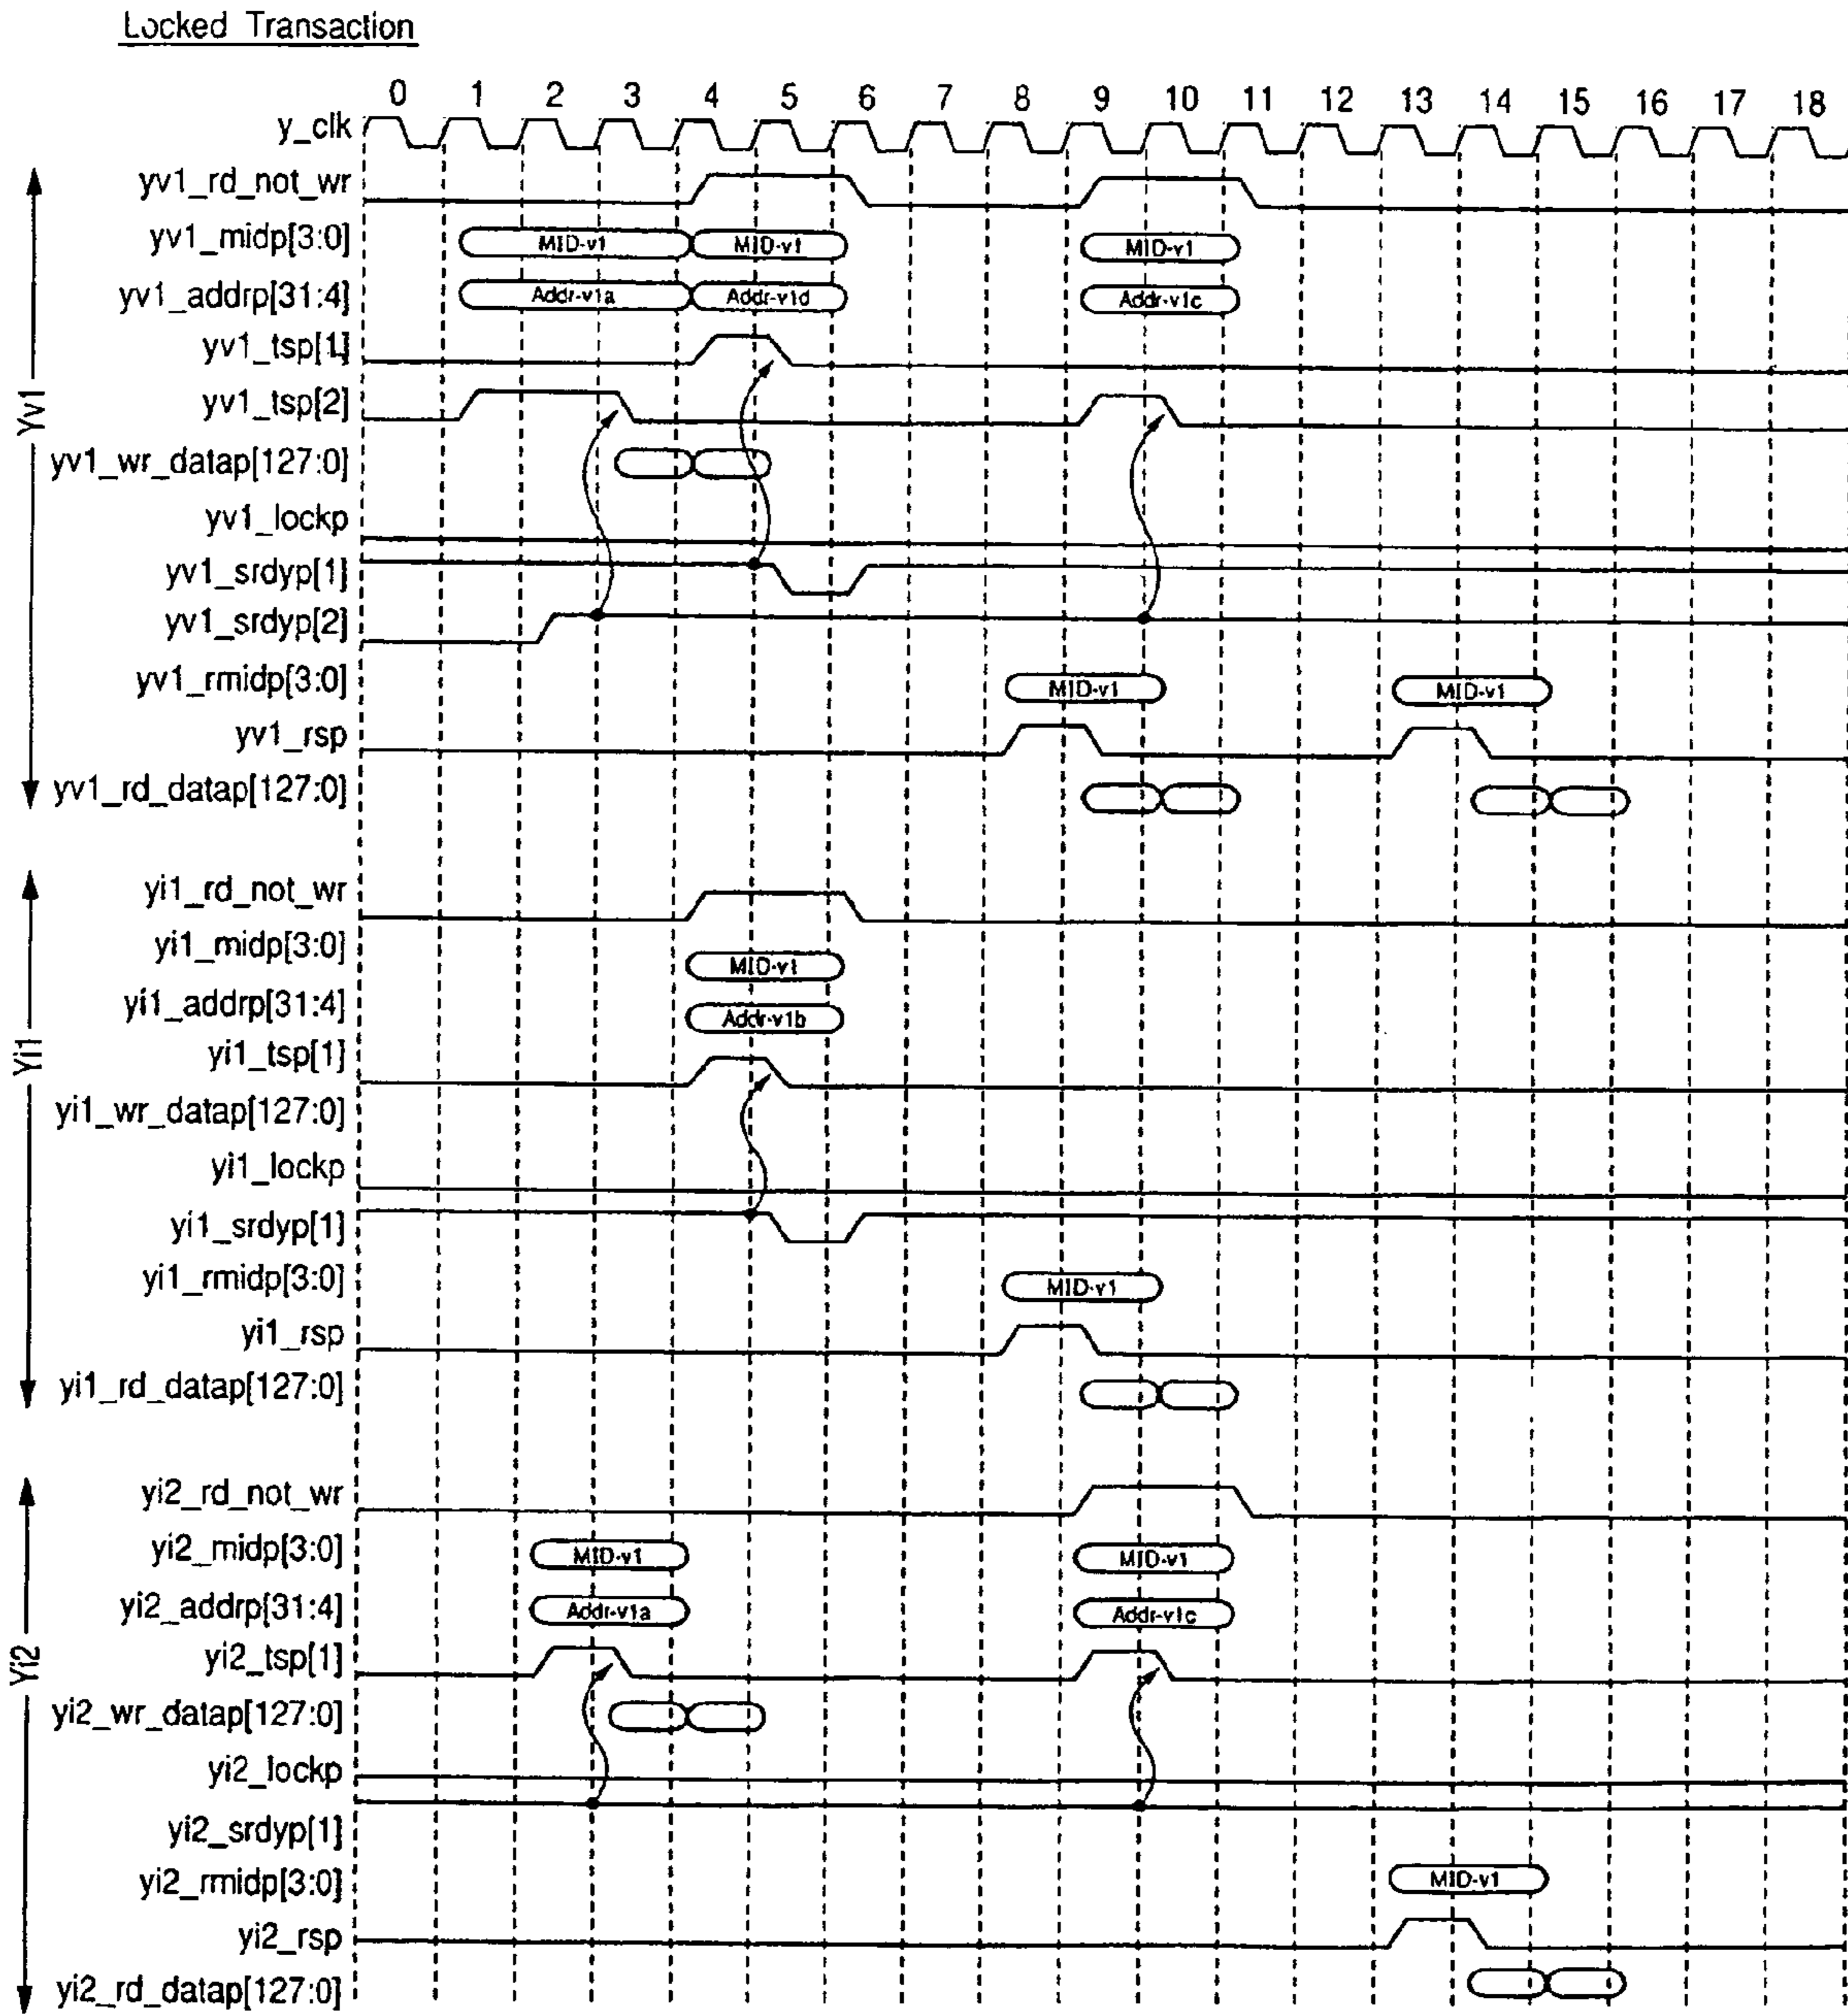 Locked Transaction
0 1 2 3 4 5 6 7 8 9 10 11 12 13 14 15 16 17 18
y_clk
Yv1
yv1_rd_not_wr
yv1_midp[3:0] MID-v1 MID-v1 MID-v1
yv1_addrp[31:4] Addr-v1a Addr-v1d Addr-v1c
yv1_tsp[1]
yv1_tsp[2]
yv1_wr_datap[127:0]
yv1_lockp
yv1_srdyp[1]
yv1_srdyp[2]
yv1_rmidp[3:0] MID-v1 MID-v1
yv1_rsp
yv1_rd_datap[127:0]
Yi1
yi1_rd_not_wr
yi1_midp[3:0] MID-v1
yi1_addrp[31:4] Addr-v1b
yi1_tsp[1]
yi1_wr_datap[127:0]
yi1_lockp
yi1_srdyp[1]
yi1_rmidp[3:0] MID-v1
yi1_rsp
yi1_rd_datap[127:0]
Yi2
yi2_rd_not_wr
yi2_midp[3:0] MID-v1 MID-v1
yi2_addrp[31:4] Addr-v1a Addr-v1c
yi2_tsp[1]
yi2_wr_datap[127:0]
yi2_lockp
yi2_srdyp[1]
yi2_rmidp[3:0] MID-v1
yi2_rsp
yi2_rd_datap[127:0]